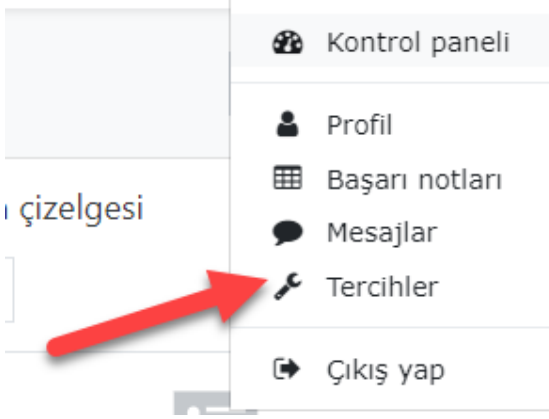 Kontrol paneli
Profil
Başarı notları
çizelgesi
Mesajlar
Tercihler
Çıkış yap